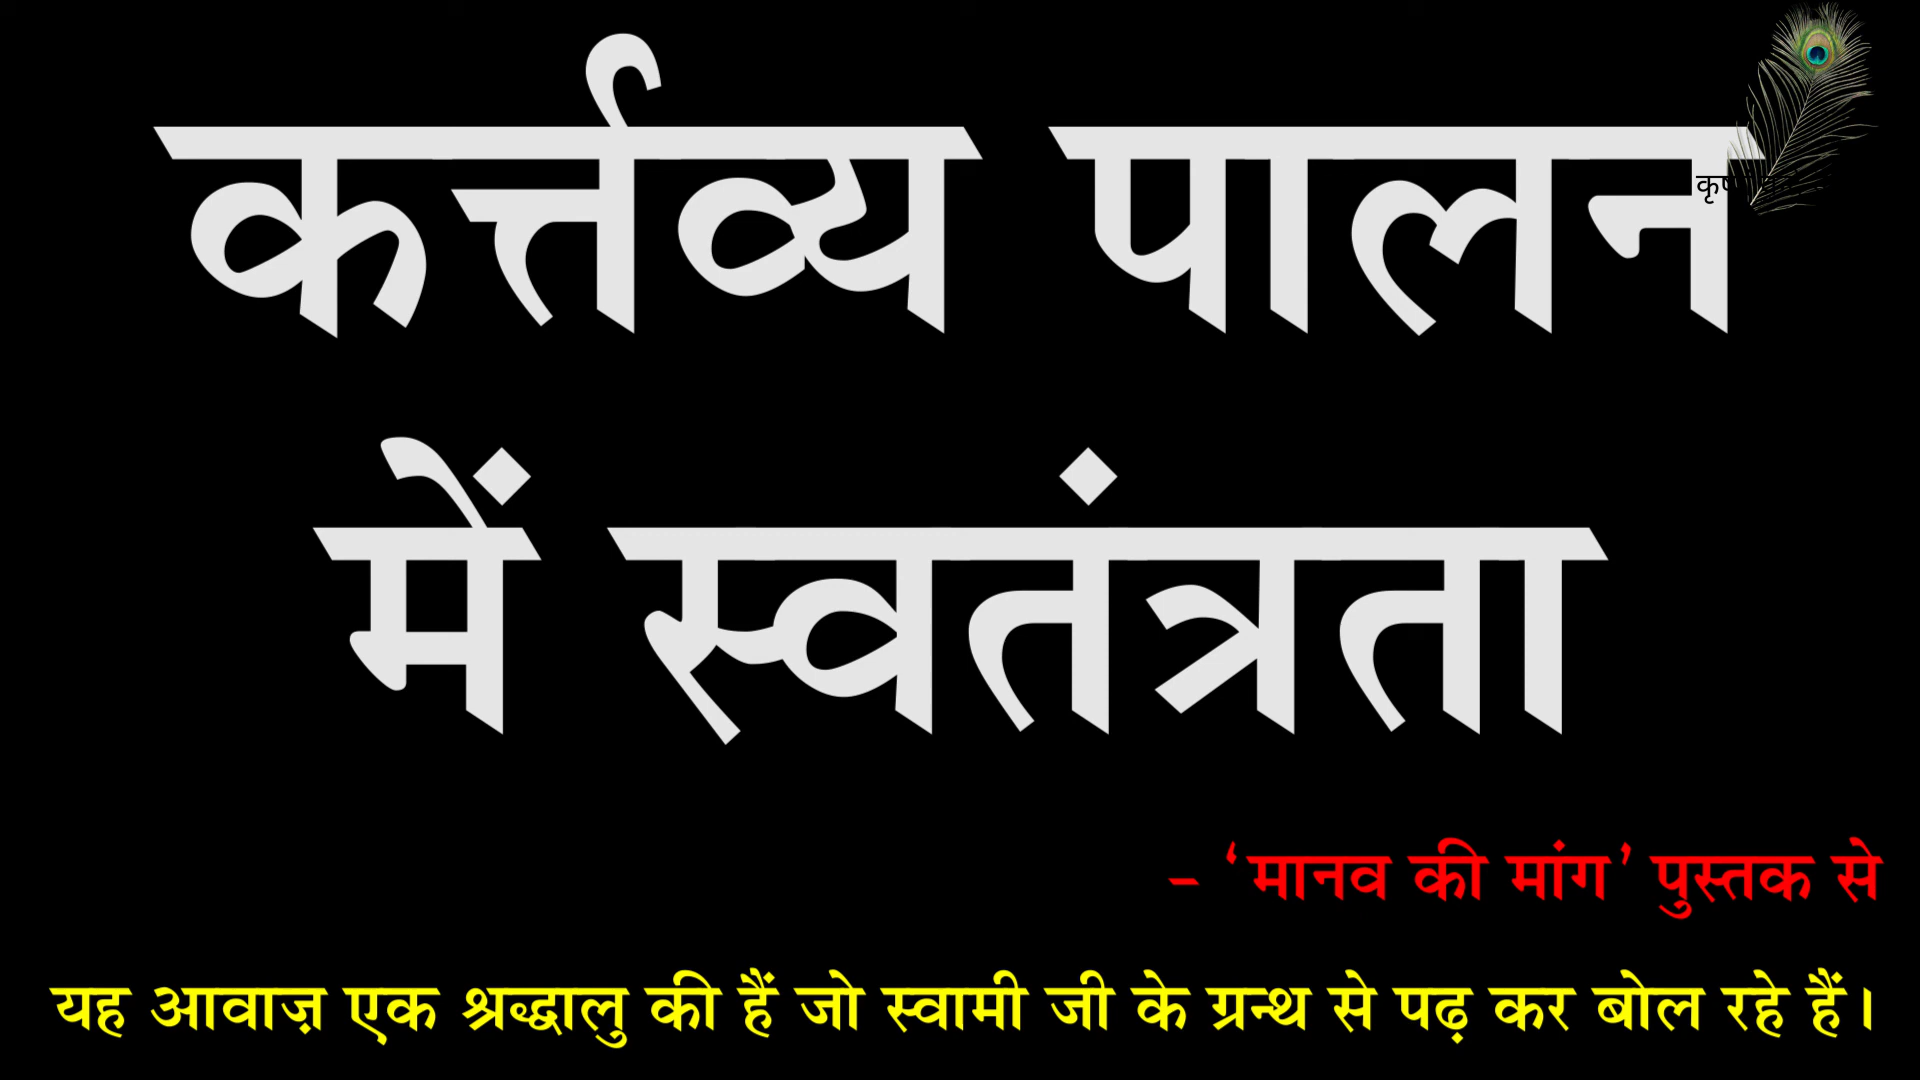 कर्त्तव्य पालन
में स्वतंत्रता
– ‘मानव की मांग’ पुस्तक से
यह आवाज़ एक श्रद्धालु की हैं जो स्वामी जी के ग्रन्थ से पढ़ कर बोल रहे हैं।